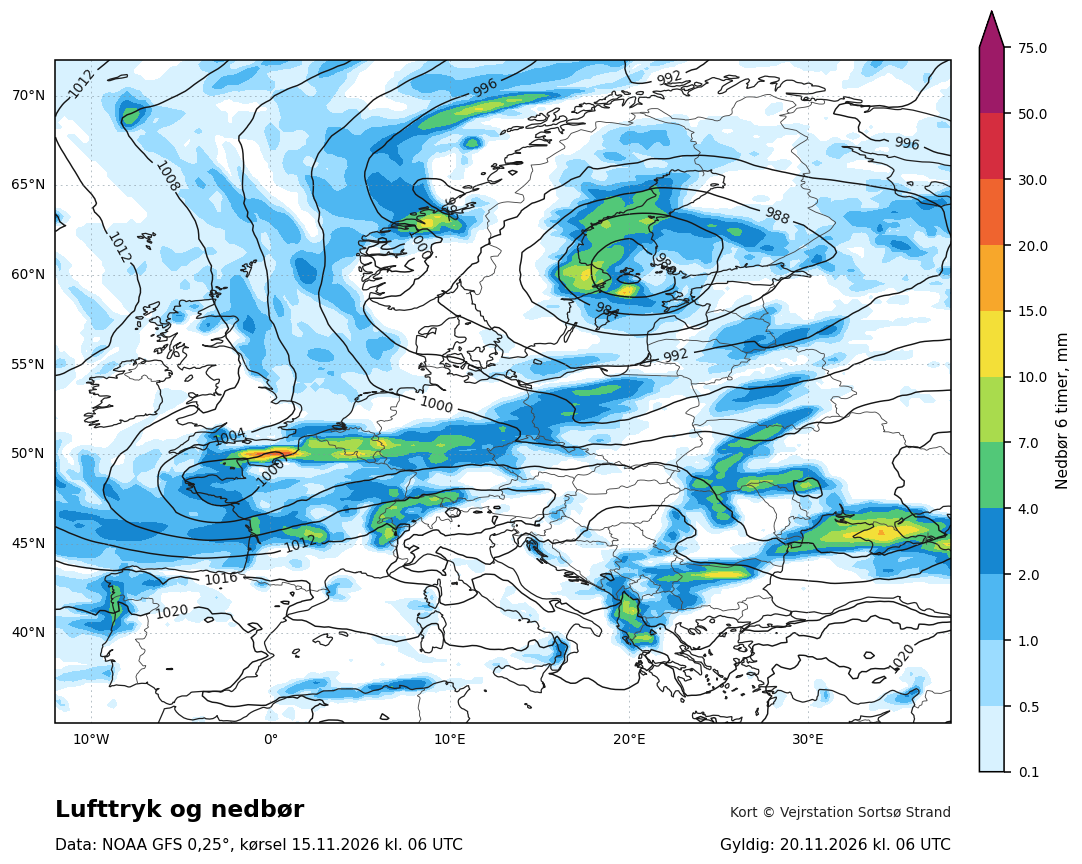 75.0
50.0
30.0
20.0
15.0
10.0
7.0
4.0
2.0
1.0
0.5
0.1
Nedbør 6 timer, mm
70°N
65°N
60°N
55°N
50°N
45°N
40°N
10°W
0°
10°E
20°E
30°E
1012
996
992
996
1008
1012
988
1000
980
984
992
1000
1004
1000
1012
1016
1020
1020
Lufttryk og nedbør
Kort © Vejrstation Sortsø Strand
Data: NOAA GFS 0,25°, kørsel 15.11.2026 kl. 06 UTC
Gyldig: 20.11.2026 kl. 06 UTC